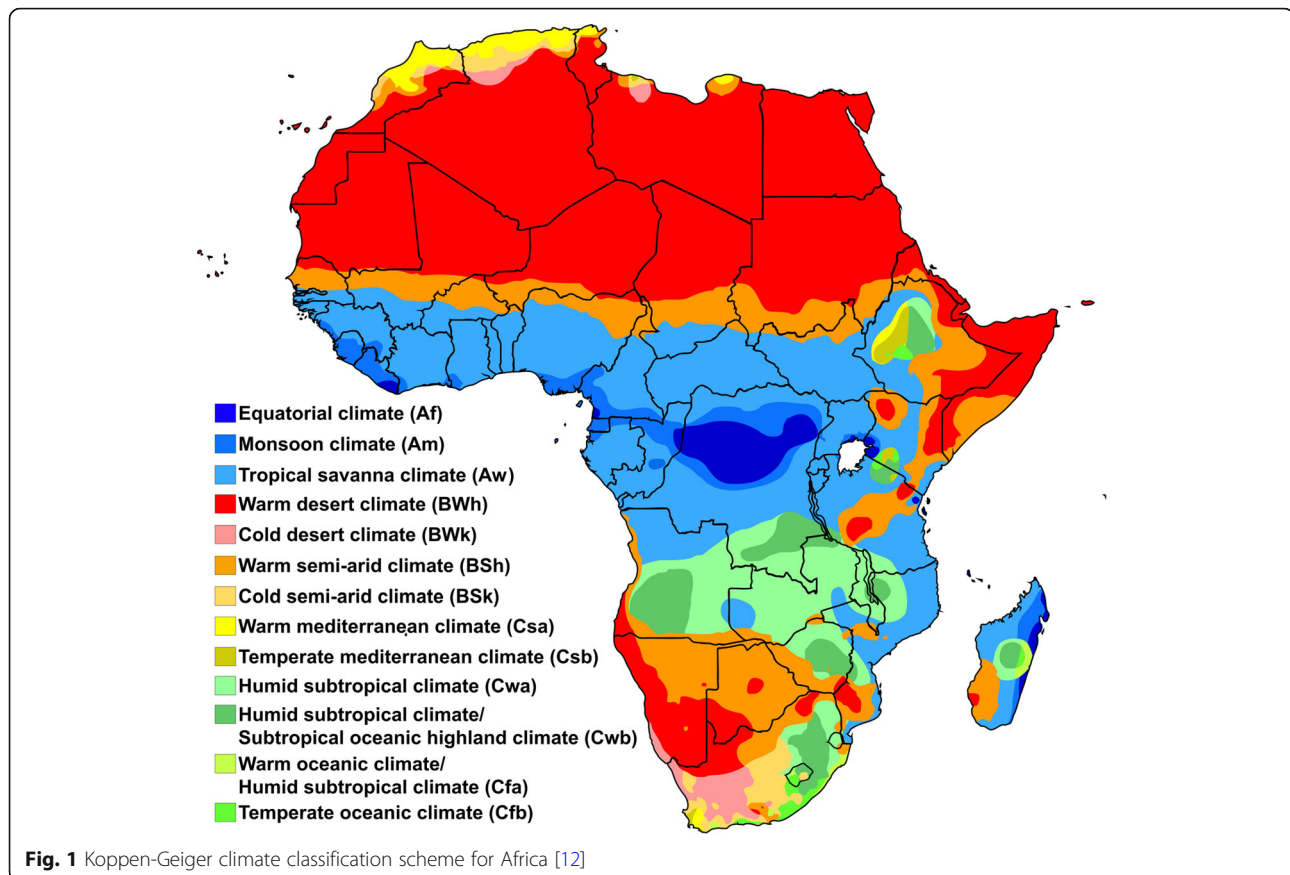 Equatorial climate (Af)
Monsoon climate (Am)
Tropical savanna climate (Aw)
Warm desert climate (BWh)
Cold desert climate (BWk)
Warm semi-arid climate (BSh)
Cold semi-arid climate (BSk)
Warm mediterranean climate (Csa)
Temperate mediterranean climate (Csb)
Humid subtropical climate (Cwa)
Humid subtropical climate/
Subtropical oceanic highland climate (Cwb)
Warm oceanic climate/
Humid subtropical climate (Cfa)
Temperate oceanic climate (Cfb)
Fig. 1 Koppen-Geiger climate classification scheme for Africa [12]